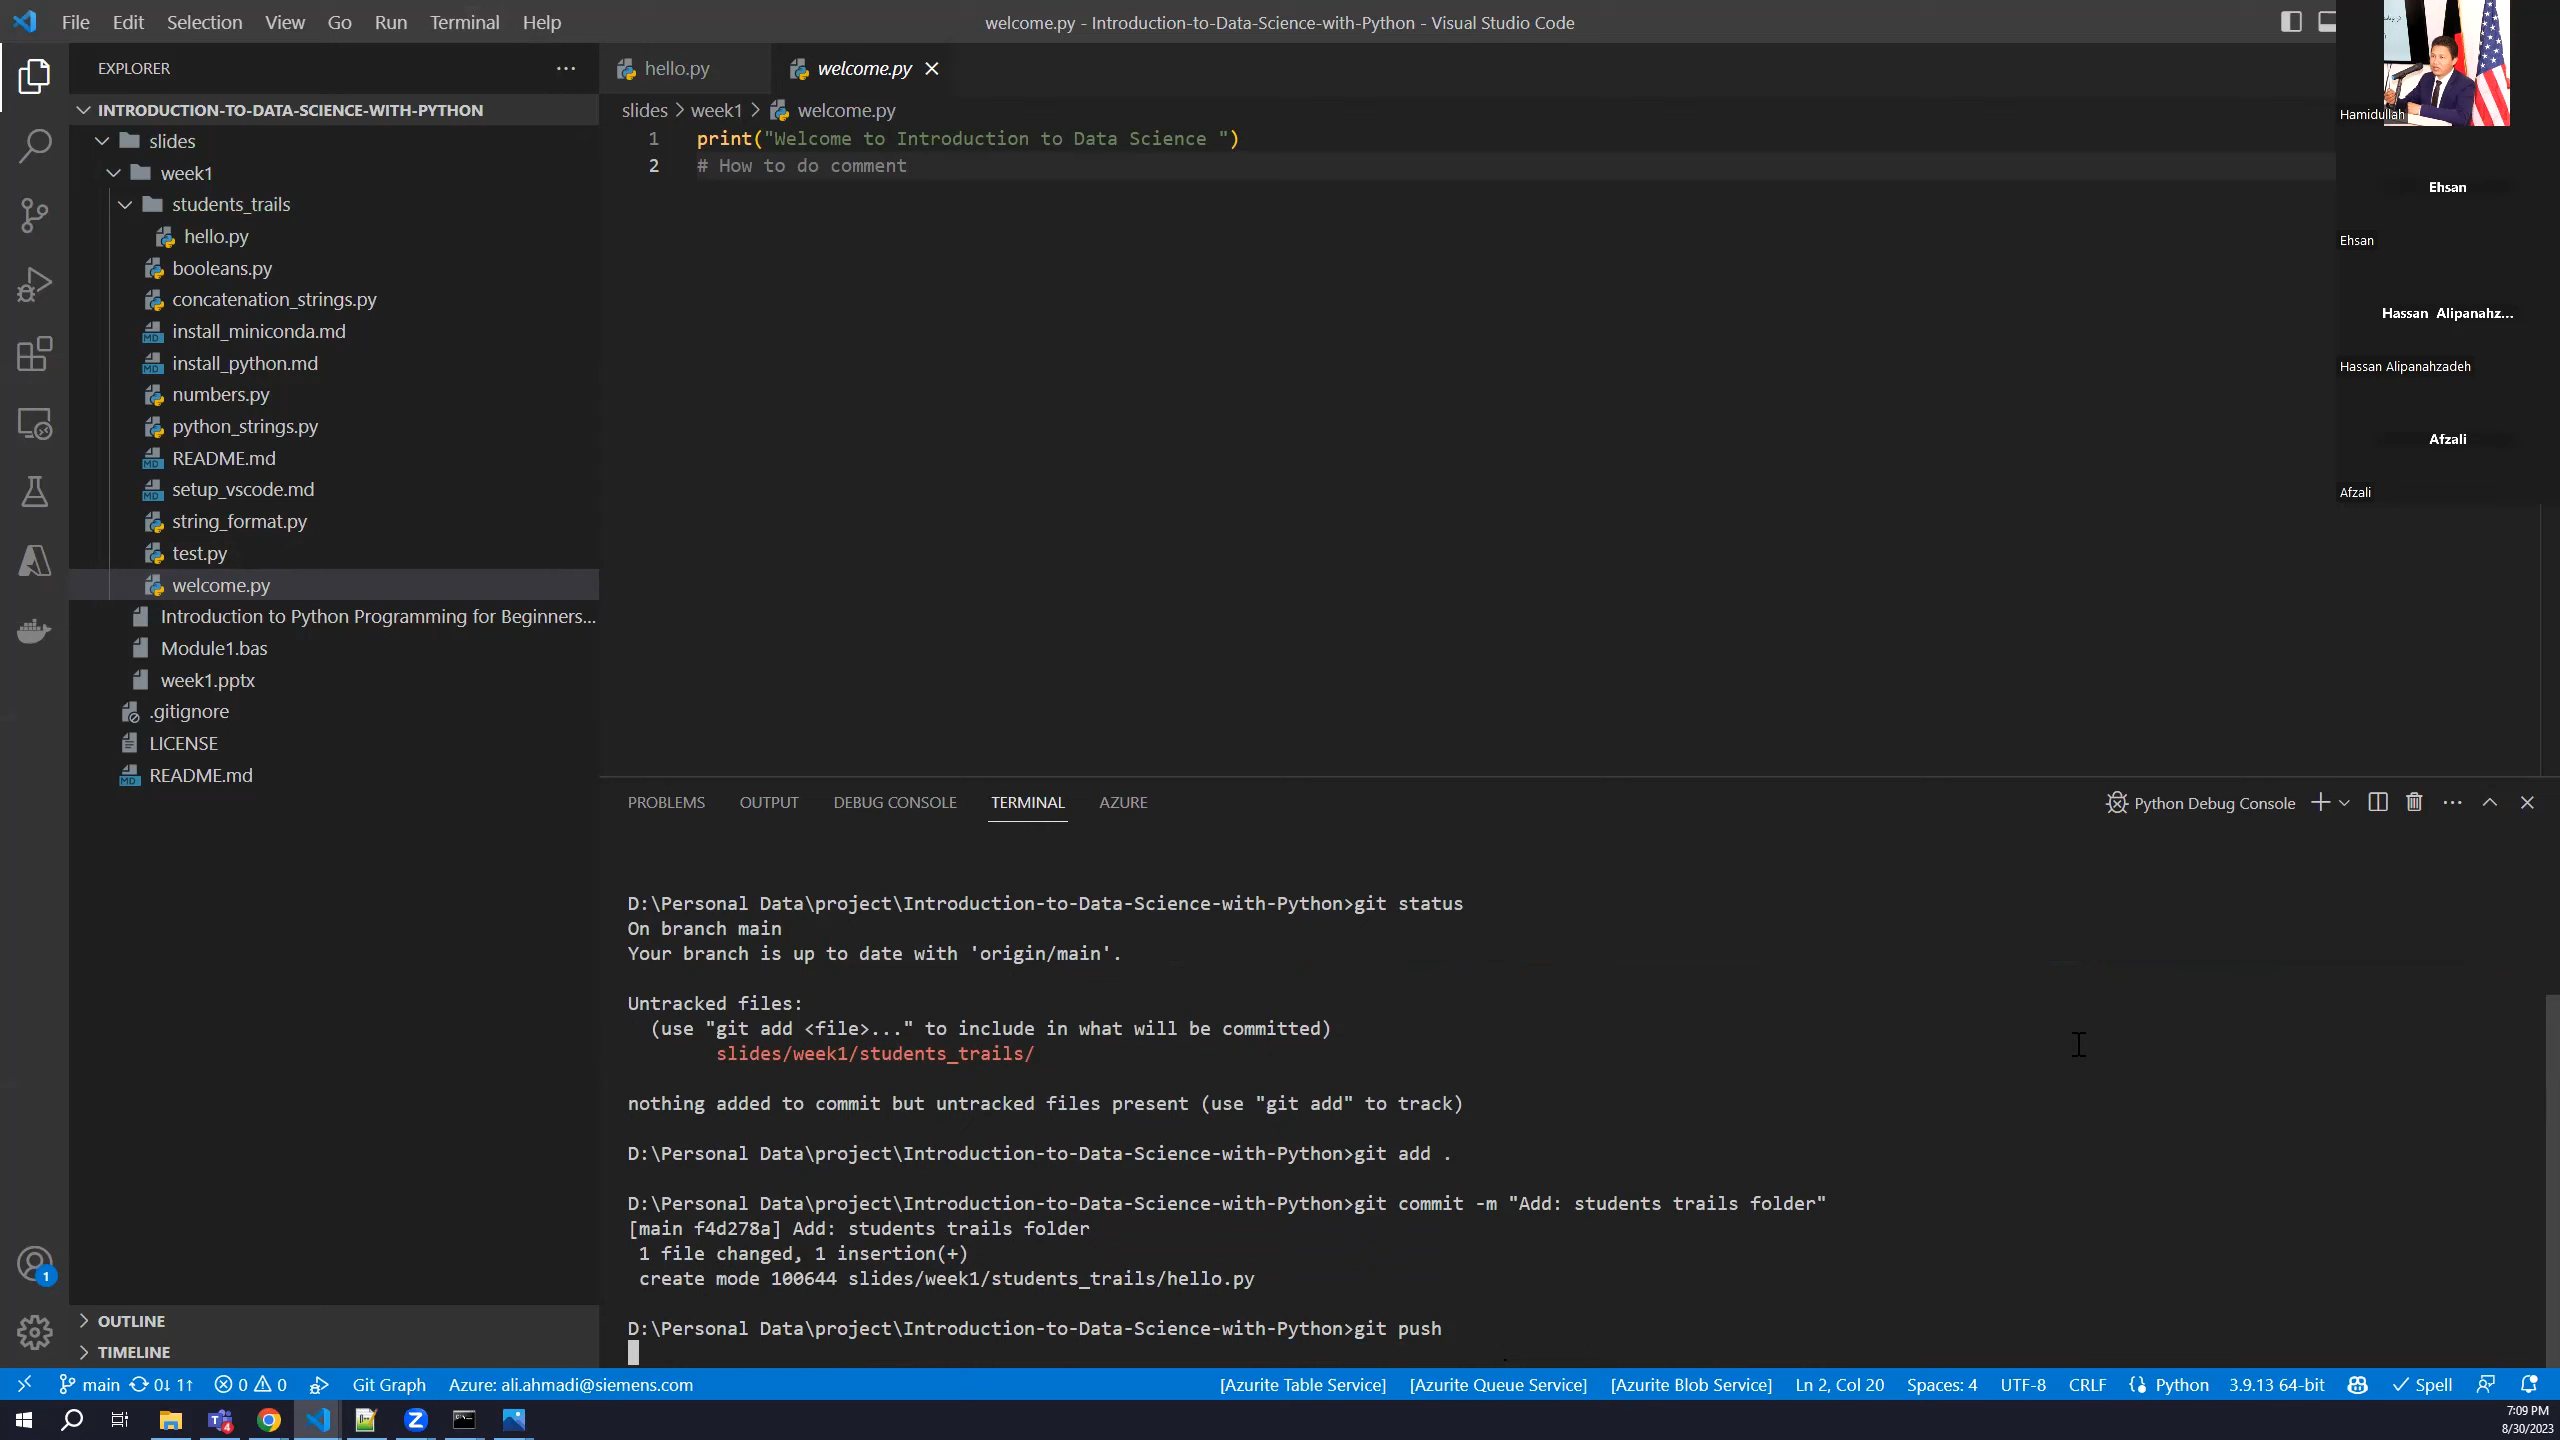 File Edit Selection View Go Run Terminal Help
welcome.py - Introduction-to-Data-Science-with-Python - Visual Studio Code
EXPLORER
INTRODUCTION-TO-DATA-SCIENCE-WITH-PYTHON
slides
week1
students_trails
hello.py
booleans.py
concatenation_strings.py
install_miniconda.md
install_python.md
numbers.py
python_strings.py
README.md
setup_vscode.md
string_format.py
test.py
welcome.py
Introduction to Python Programming for Beginners...
Module1.bas
week1.pptx
.gitignore
LICENSE
README.md
OUTLINE
TIMELINE
hello.py welcome.py
slides > week1 > welcome.py
1 print("Welcome to Introduction to Data Science ")
2 # How to do comment
Hamidullah
Ehsan
Ehsan
Hassan Alipanahz...
Hassan Alipanahzadeh
Afzali
Afzali
PROBLEMS OUTPUT DEBUG CONSOLE TERMINAL AZURE
Python Debug Console
D:\Personal Data\project\Introduction-to-Data-Science-with-Python>git status
On branch main
Your branch is up to date with 'origin/main'.
Untracked files:
(use "git add <file>..." to include in what will be committed)
slides/week1/students_trails/
nothing added to commit but untracked files present (use "git add" to track)
D:\Personal Data\project\Introduction-to-Data-Science-with-Python>git add .
D:\Personal Data\project\Introduction-to-Data-Science-with-Python>git commit -m "Add: students trails folder"
[main f4d278a] Add: students trails folder
1 file changed, 1 insertion(+)
create mode 100644 slides/week1/students_trails/hello.py
D:\Personal Data\project\Introduction-to-Data-Science-with-Python>git push
1
main 0↓ 1↑ 0 0 Git Graph Azure: ali.ahmadi@siemens.com
[Azurite Table Service] [Azurite Queue Service] [Azurite Blob Service] Ln 2, Col 20 Spaces: 4 UTF-8 CRLF Python 3.9.13 64-bit Spell
4
7:09 PM
8/30/2023